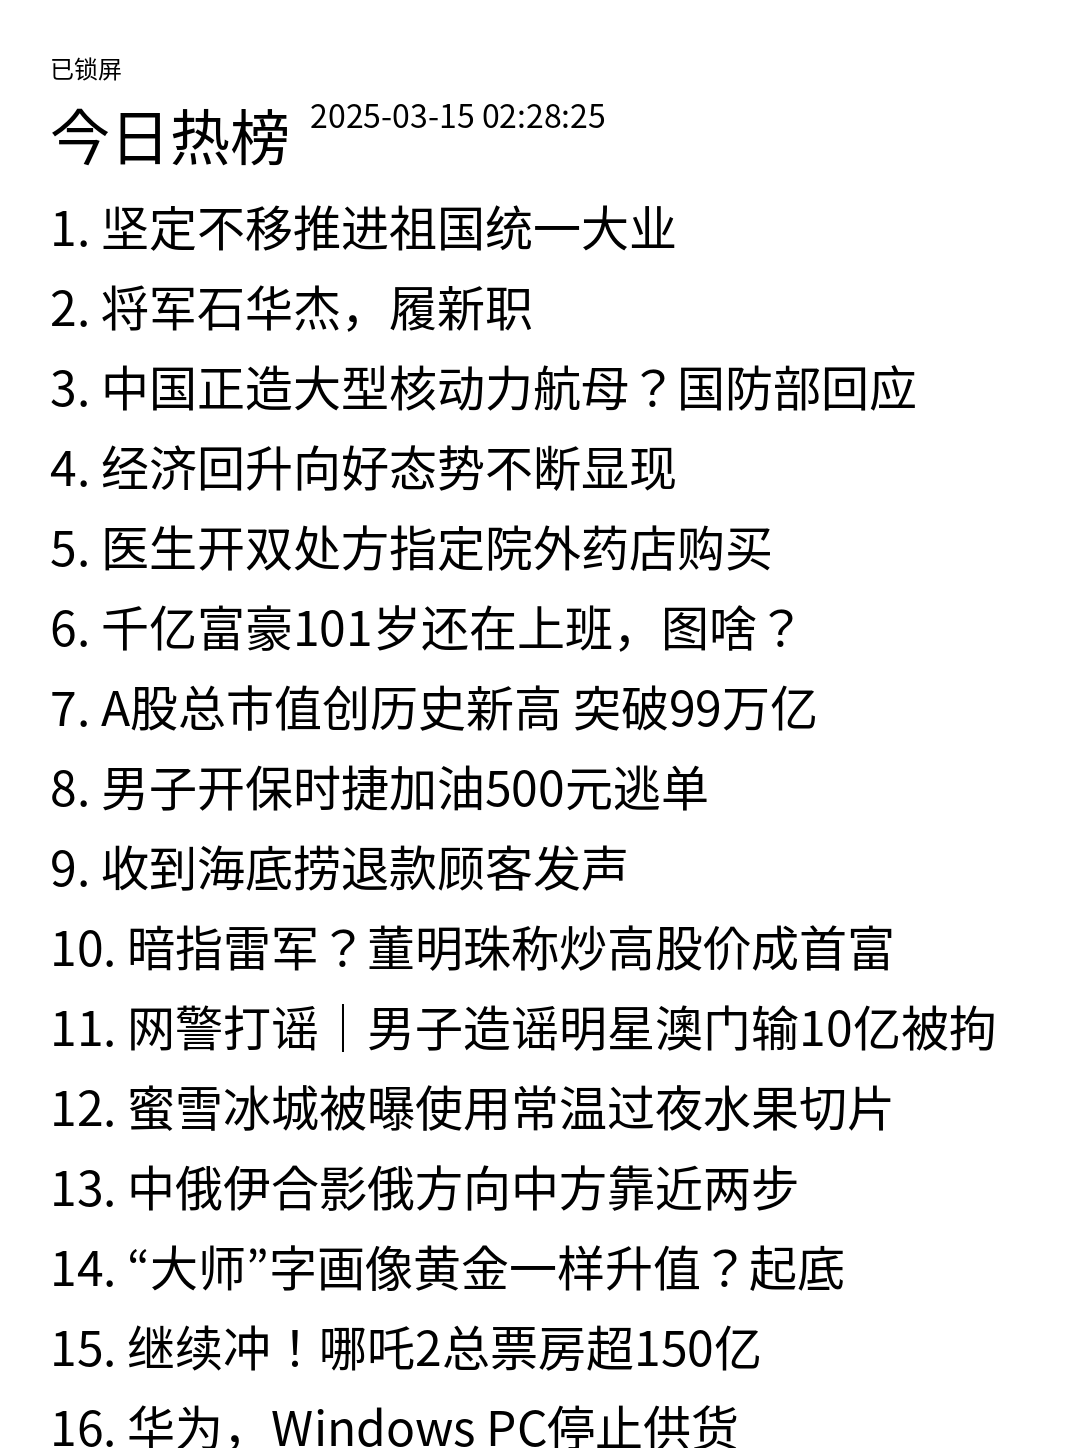 已锁屏
今日热榜 2025-03-15 02:28:25
1. 坚定不移推进祖国统一大业
2. 将军石华杰，履新职
3. 中国正造大型核动力航母？国防部回应
4. 经济回升向好态势不断显现
5. 医生开双处方指定院外药店购买
6. 千亿富豪101岁还在上班，图啥？
7. A股总市值创历史新高 突破99万亿
8. 男子开保时捷加油500元逃单
9. 收到海底捞退款顾客发声
10. 暗指雷军？董明珠称炒高股价成首富
11. 网警打谣｜男子造谣明星澳门输10亿被拘
12. 蜜雪冰城被曝使用常温过夜水果切片
13. 中俄伊合影俄方向中方靠近两步
14. “大师”字画像黄金一样升值？起底
15. 继续冲！哪吒2总票房超150亿
16. 华为，Windows PC停止供货